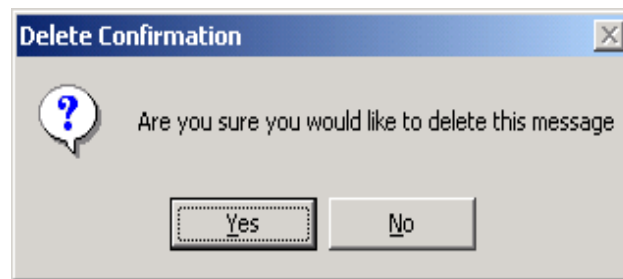 Delete Confirmation
?
Are you sure you would like to delete this message
Yes
No